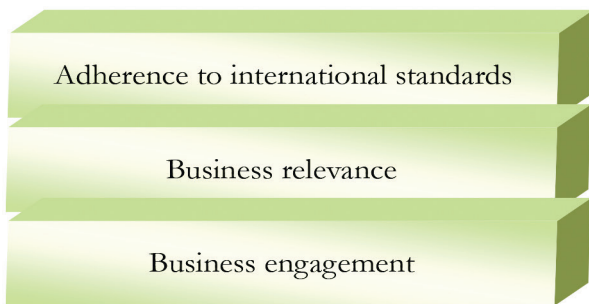 Adherence to international standards
Business relevance
Business engagement